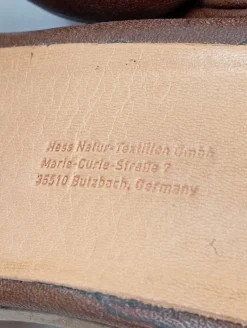 Hess Natur-Textilien GmbH
Marie-Curie-Straße 7
35510 Butzbach, Germany